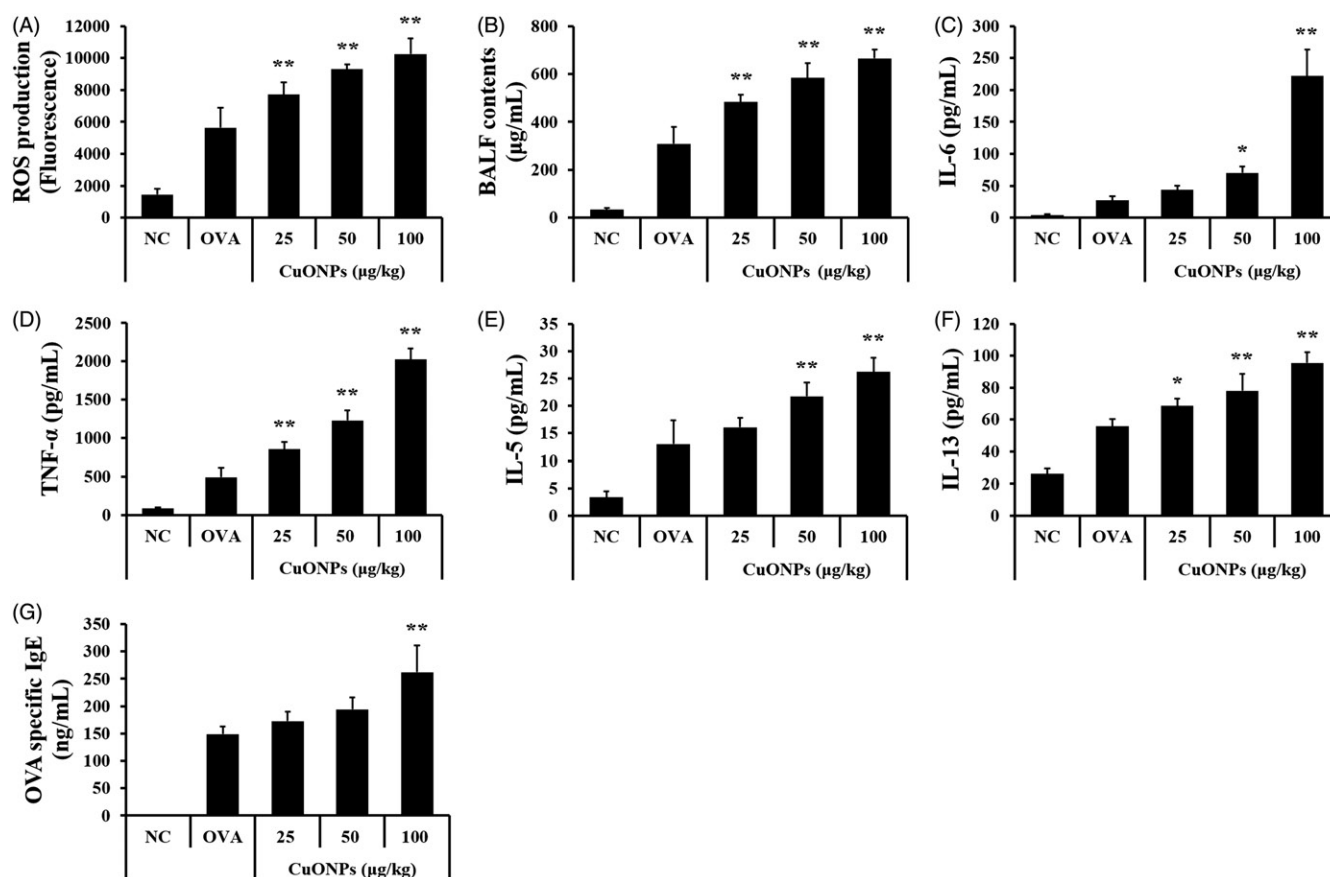 (A)
ROS production
(Fluorescence)
12000
10000
8000
6000
4000
2000
0
**
**
**
NC
OVA
25
50
100
CuONPs (μg/kg)
(B)
BALF contents
(μg/mL)
800
600
400
200
0
**
**
**
NC
OVA
25
50
100
CuONPs (μg/kg)
(C)
IL-6 (pg/mL)
300
250
200
150
100
50
0
*
**
NC
OVA
25
50
100
CuONPs (μg/kg)
(D)
TNF-α (pg/mL)
2500
2000
1500
1000
500
0
**
**
**
NC
OVA
25
50
100
CuONPs (μg/kg)
(E)
IL-5 (pg/mL)
35
30
25
20
15
10
5
0
**
**
NC
OVA
25
50
100
CuONPs (μg/kg)
(F)
IL-13 (pg/mL)
120
100
80
60
40
20
0
*
**
**
NC
OVA
25
50
100
CuONPs (μg/kg)
(G)
OVA specific IgE
(ng/mL)
350
300
250
200
150
100
50
0
**
NC
OVA
25
50
100
CuONPs (μg/kg)